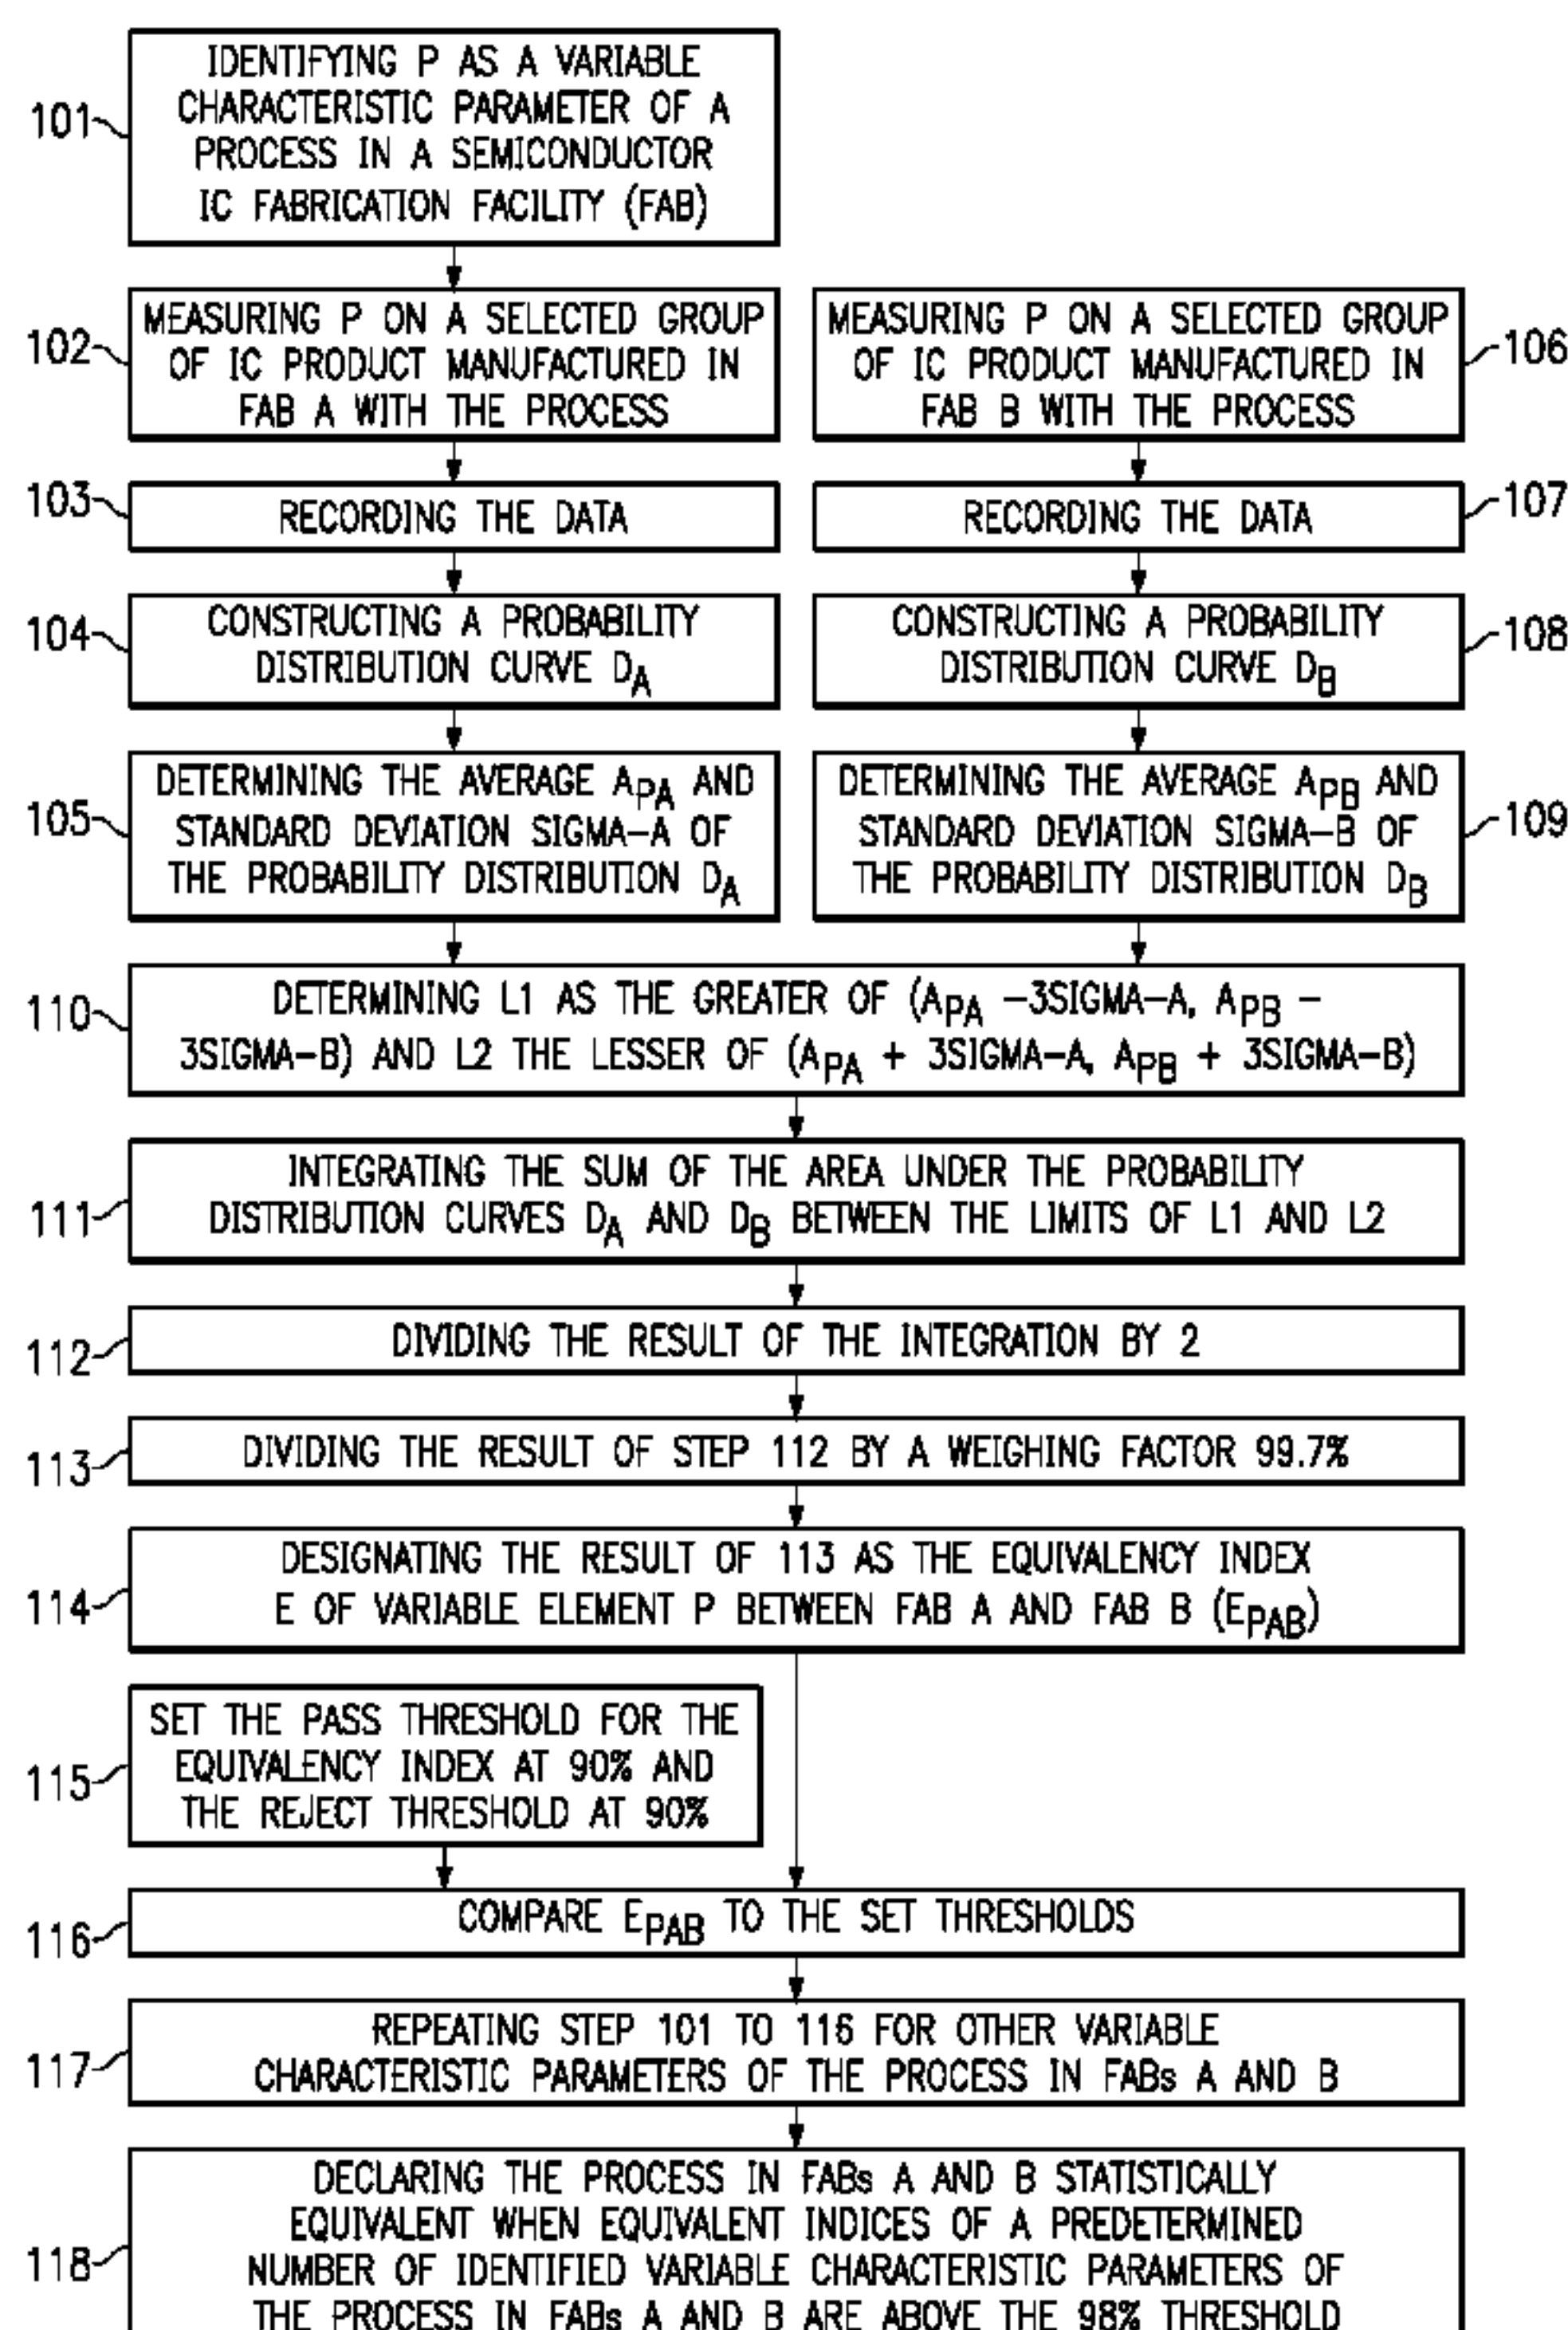 101
IDENTIFYING P AS A VARIABLE
CHARACTERISTIC PARAMETER OF A
PROCESS IN A SEMICONDUCTOR
IC FABRICATION FACILITY (FAB)
102
MEASURING P ON A SELECTED GROUP
OF IC PRODUCT MANUFACTURED IN
FAB A WITH THE PROCESS
MEASURING P ON A SELECTED GROUP
OF IC PRODUCT MANUFACTURED IN
FAB B WITH THE PROCESS
106
103
RECORDING THE DATA
RECORDING THE DATA
107
104
CONSTRUCTING A PROBABILITY
DISTRIBUTION CURVE DA
CONSTRUCTING A PROBABILITY
DISTRIBUTION CURVE DB
108
105
DETERMINING THE AVERAGE APA AND
STANDARD DEVIATION SIGMA-A OF
THE PROBABILITY DISTRIBUTION DA
DETERMINING THE AVERAGE APB AND
STANDARD DEVIATION SIGMA-B OF
THE PROBABILITY DISTRIBUTION DB
109
110
DETERMINING L1 AS THE GREATER OF (APA -3SIGMA-A, APB -
3SIGMA-B) AND L2 THE LESSER OF (APA + 3SIGMA-A, APB + 3SIGMA-B)
111
INTEGRATING THE SUM OF THE AREA UNDER THE PROBABILITY
DISTRIBUTION CURVES DA AND DB BETWEEN THE LIMITS OF L1 AND L2
112
DIVIDING THE RESULT OF THE INTEGRATION BY 2
113
DIVIDING THE RESULT OF STEP 112 BY A WEIGHING FACTOR 99.7%
114
DESIGNATING THE RESULT OF 113 AS THE EQUIVALENCY INDEX
E OF VARIABLE ELEMENT P BETWEEN FAB A AND FAB B (EPAB)
115
SET THE PASS THRESHOLD FOR THE
EQUIVALENCY INDEX AT 90% AND
THE REJECT THRESHOLD AT 90%
116
COMPARE EPAB TO THE SET THRESHOLDS
117
REPEATING STEP 101 TO 116 FOR OTHER VARIABLE
CHARACTERISTIC PARAMETERS OF THE PROCESS IN FABs A AND B
118
DECLARING THE PROCESS IN FABs A AND B STATISTICALLY
EQUIVALENT WHEN EQUIVALENT INDICES OF A PREDETERMINED
NUMBER OF IDENTIFIED VARIABLE CHARACTERISTIC PARAMETERS OF
THE PROCESS IN FABs A AND B ARE ABOVE THE 98% THRESHOLD